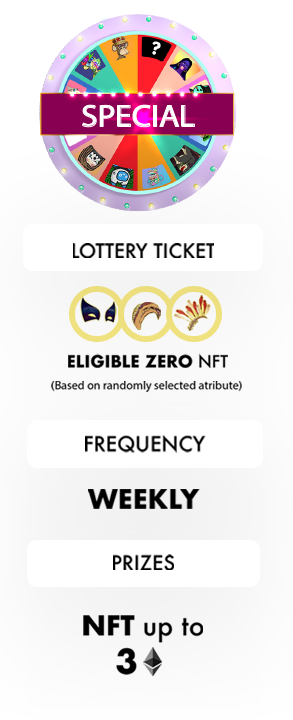 ?
SPECIAL
LOTTERY TICKET
ELIGIBLE ZERO NFT
(Based on randomly selected atribute)
FREQUENCY
WEEKLY
PRIZES
NFT up to
3